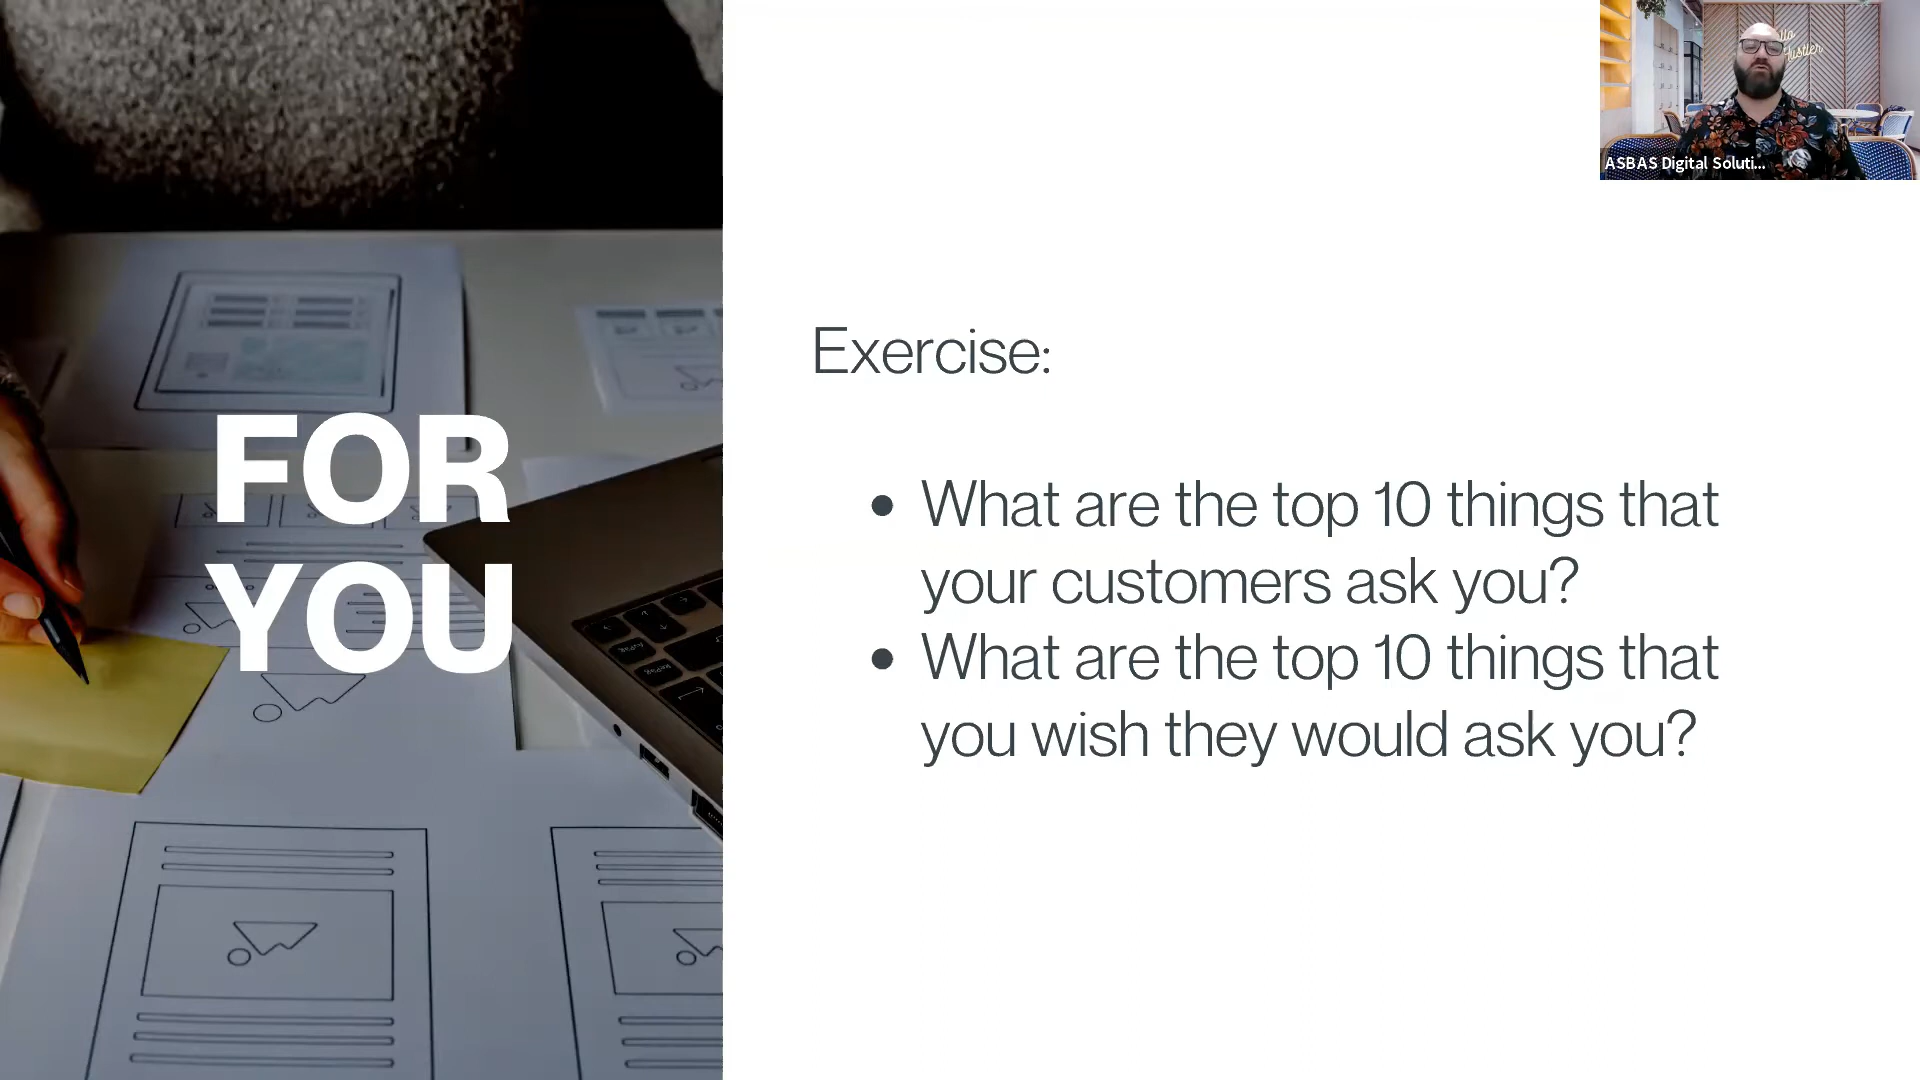 FOR
YOU
Exercise:
• What are the top 10 things that
your customers ask you?
• What are the top 10 things that
you wish they would ask you?
ASBAS Digital Soluti...